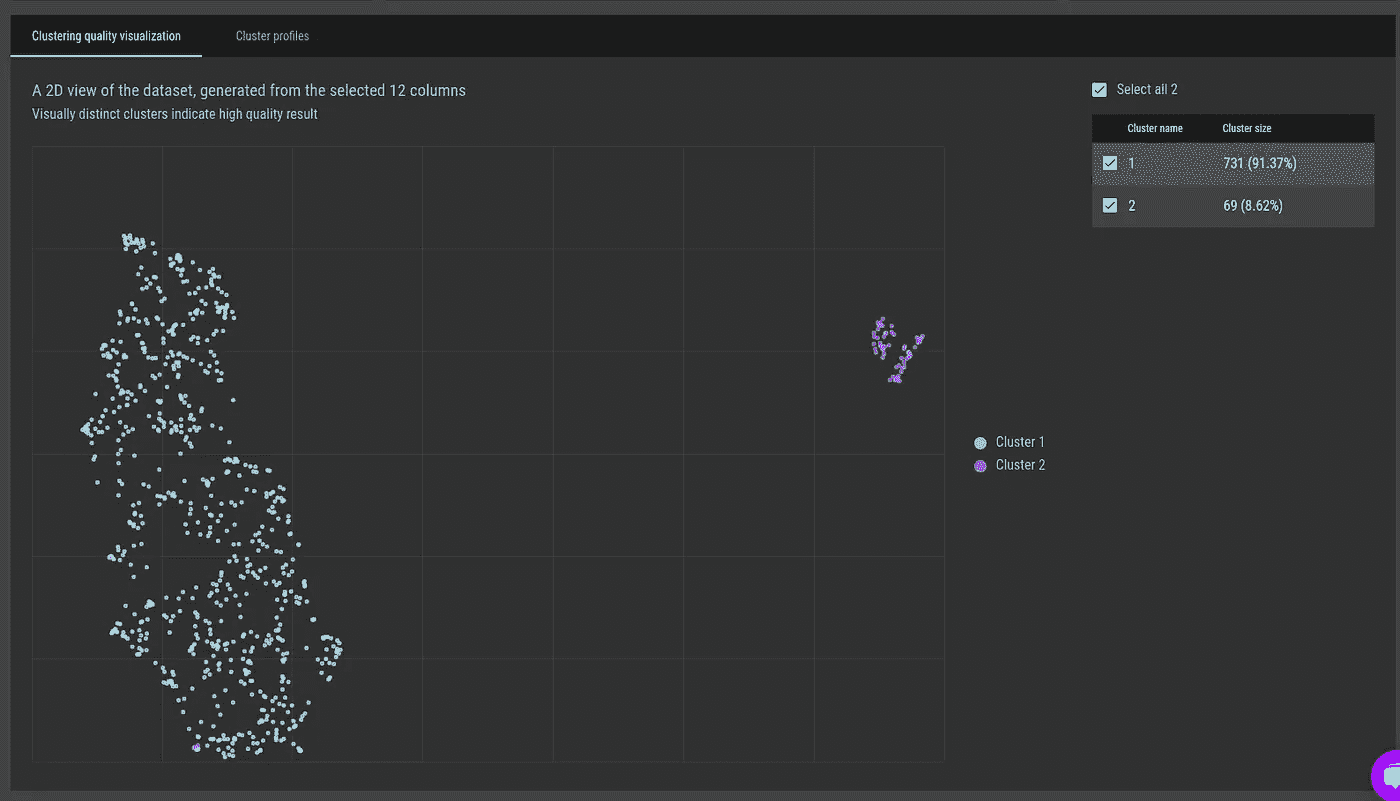 Clustering quality visualization
Cluster profiles
A 2D view of the dataset, generated from the selected 12 columns
Visually distinct clusters indicate high quality result
Select all 2
Cluster name Cluster size
1 731 (91.37%)
2 69 (8.62%)
Cluster 1
Cluster 2